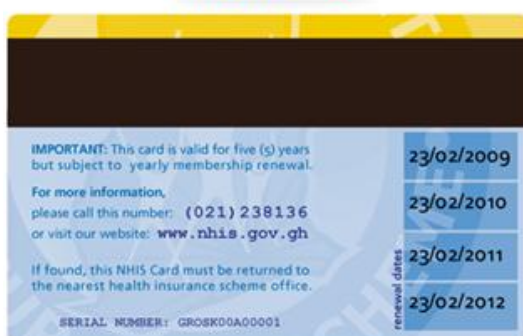 IMPORTANT: This card is valid for five (5) years
but subject to yearly membership renewal.
For more information,
please call this number: (021) 238136
or visit our website: www.nhis.gov.gh
If found, this NHIS Card must be returned to
the nearest health insurance scheme office.
SERIAL NUMBER: GROSK00A00001
renewal dates
23/02/2009
23/02/2010
23/02/2011
23/02/2012